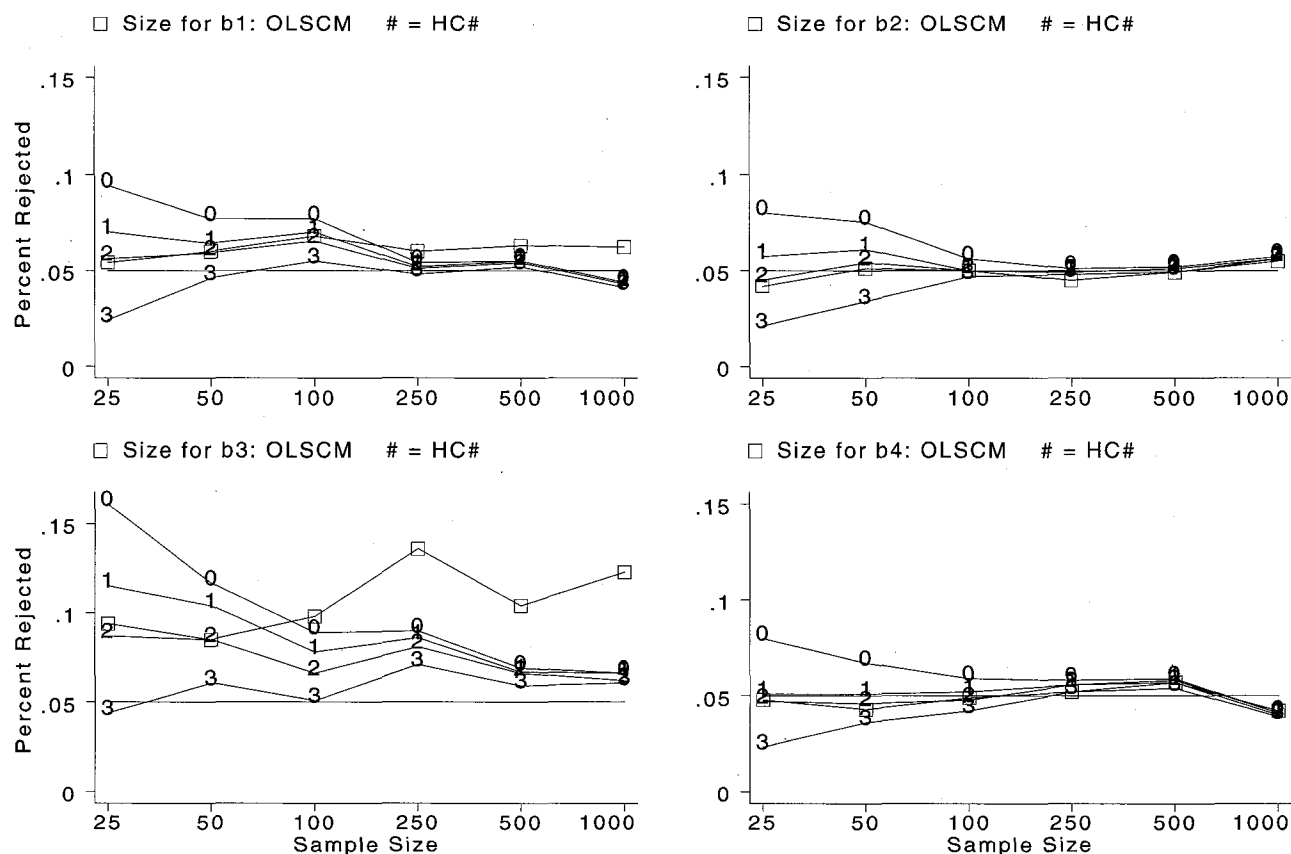 □ Size for b1: OLSCM # = HC#
□ Size for b2: OLSCM # = HC#
Percent Rejected
.15
.1
.05
0
25 50 100 250 500 1000
.15
.1
.05
0
25 50 100 250 500 1000
□ Size for b3: OLSCM # = HC#
□ Size for b4: OLSCM # = HC#
Percent Rejected
.15
.1
.05
0
25 50 100 250 500 1000
Sample Size
.15
.1
.05
0
25 50 100 250 500 1000
Sample Size